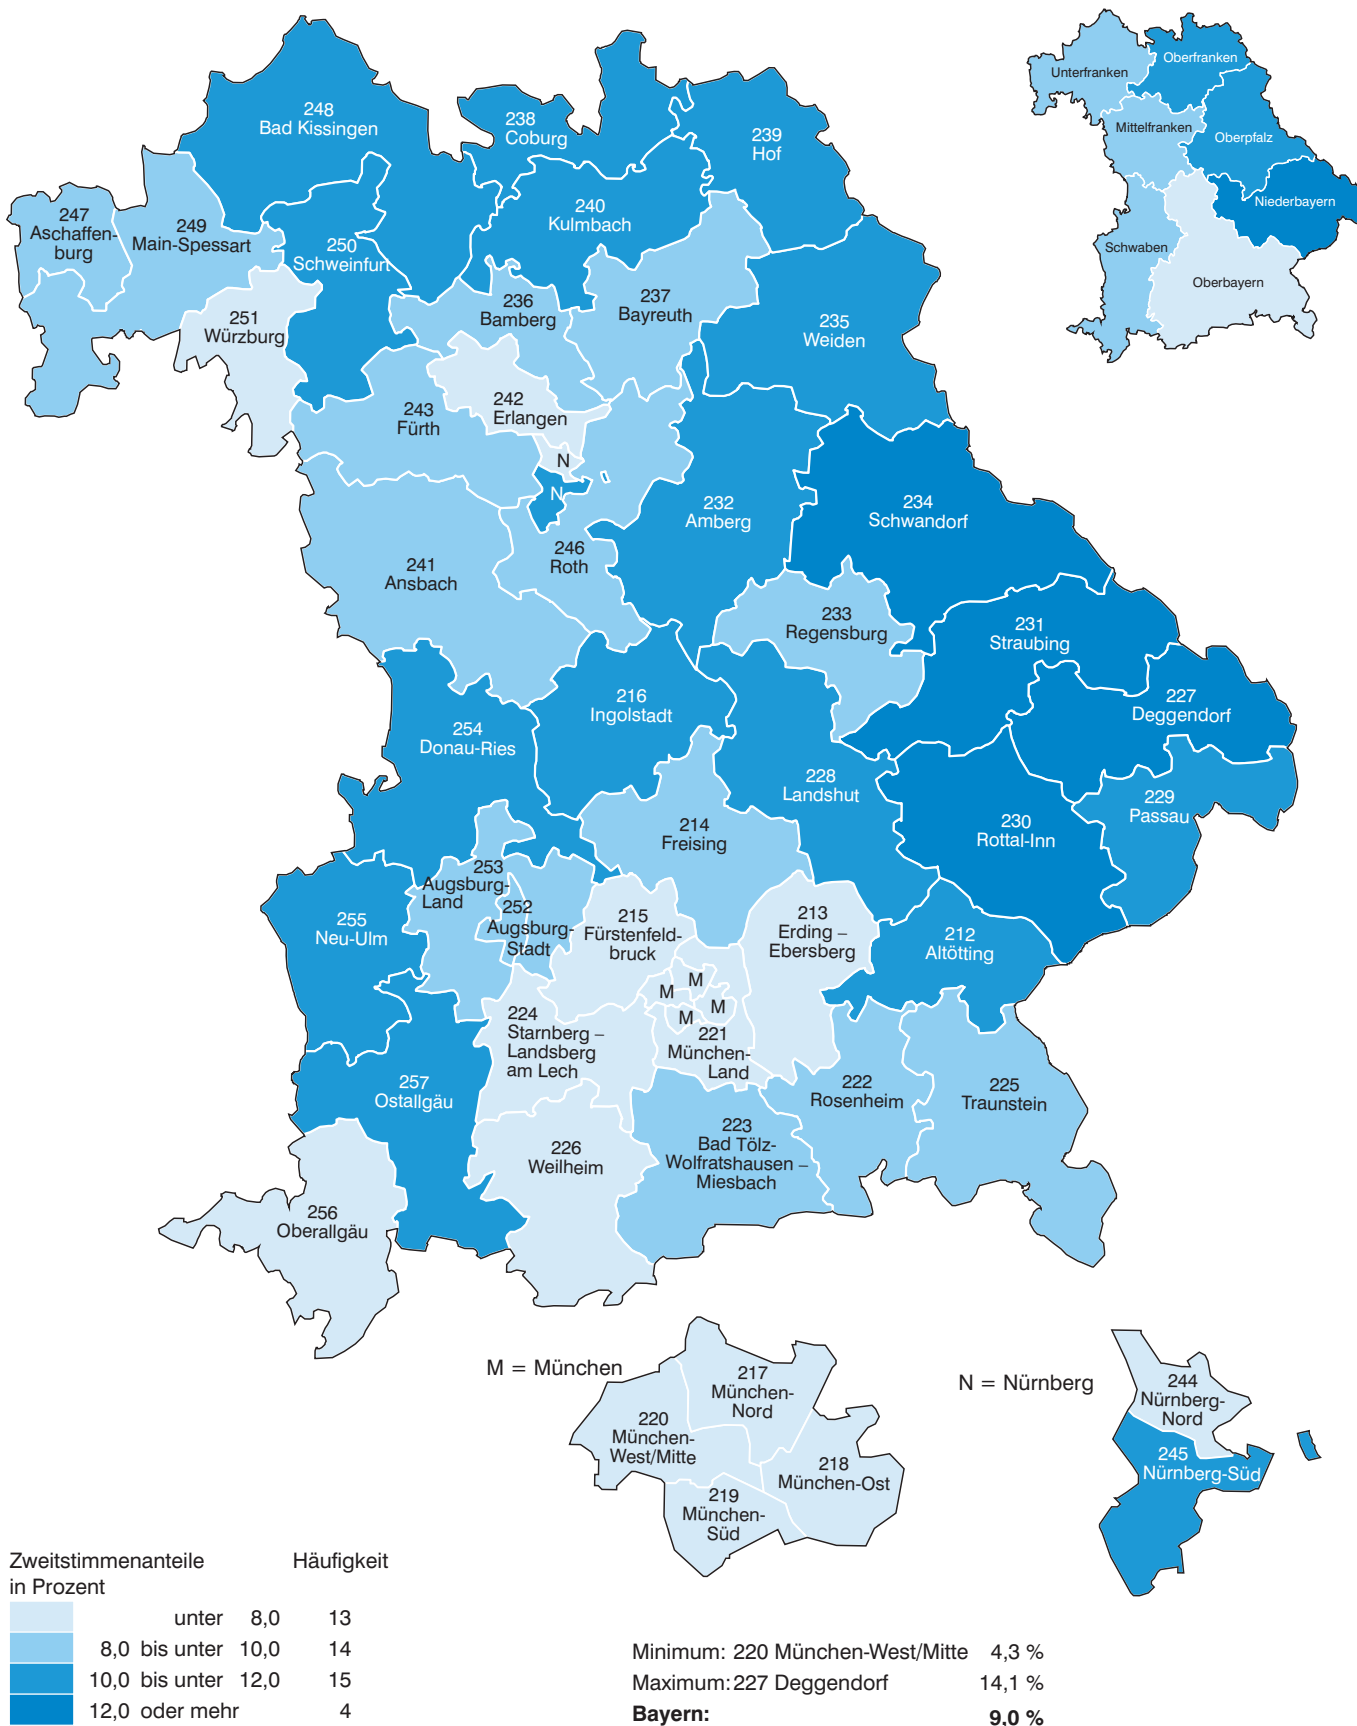 Unterfranken
Oberfranken
Mittelfranken
Oberpfalz
Niederbayern
Schwaben
Oberbayern
248
Bad Kissingen
238
Coburg
239
Hof
247
Aschaffen-
burg
249
Main-Spessart
240
Kulmbach
250
Schweinfurt
251
Würzburg
236
Bamberg
237
Bayreuth
235
Weiden
243
Fürth
242
Erlangen
N
N
232
Amberg
234
Schwandorf
241
Ansbach
246
Roth
233
Regensburg
231
Straubing
216
Ingolstadt
227
Deggendorf
254
Donau-Ries
228
Landshut
229
Passau
214
Freising
230
Rottal-Inn
253
Augsburg-
Land
252
Augsburg-
Stadt
255
Neu-Ulm
215
Fürstenfeld-
bruck
213
Erding –
Ebersberg
212
Altötting
M
M
M
M
224
Starnberg –
Landsberg
am Lech
221
München-
Land
257
Ostallgäu
222
Rosenheim
225
Traunstein
226
Weilheim
223
Bad Tölz-
Wolfratshausen –
Miesbach
256
Oberallgäu
M = München
217
München-
Nord
220
München-
West/Mitte
218
München-Ost
219
München-
Süd
N = Nürnberg
244
Nürnberg-
Nord
245
Nürnberg-Süd
Zweitstimmenanteile Häufigkeit
in Prozent
unter 8,0 13
8,0 bis unter 10,0 14
10,0 bis unter 12,0 15
12,0 oder mehr 4
Minimum: 220 München-West/Mitte 4,3 %
Maximum: 227 Deggendorf 14,1 %
Bayern: 9,0 %